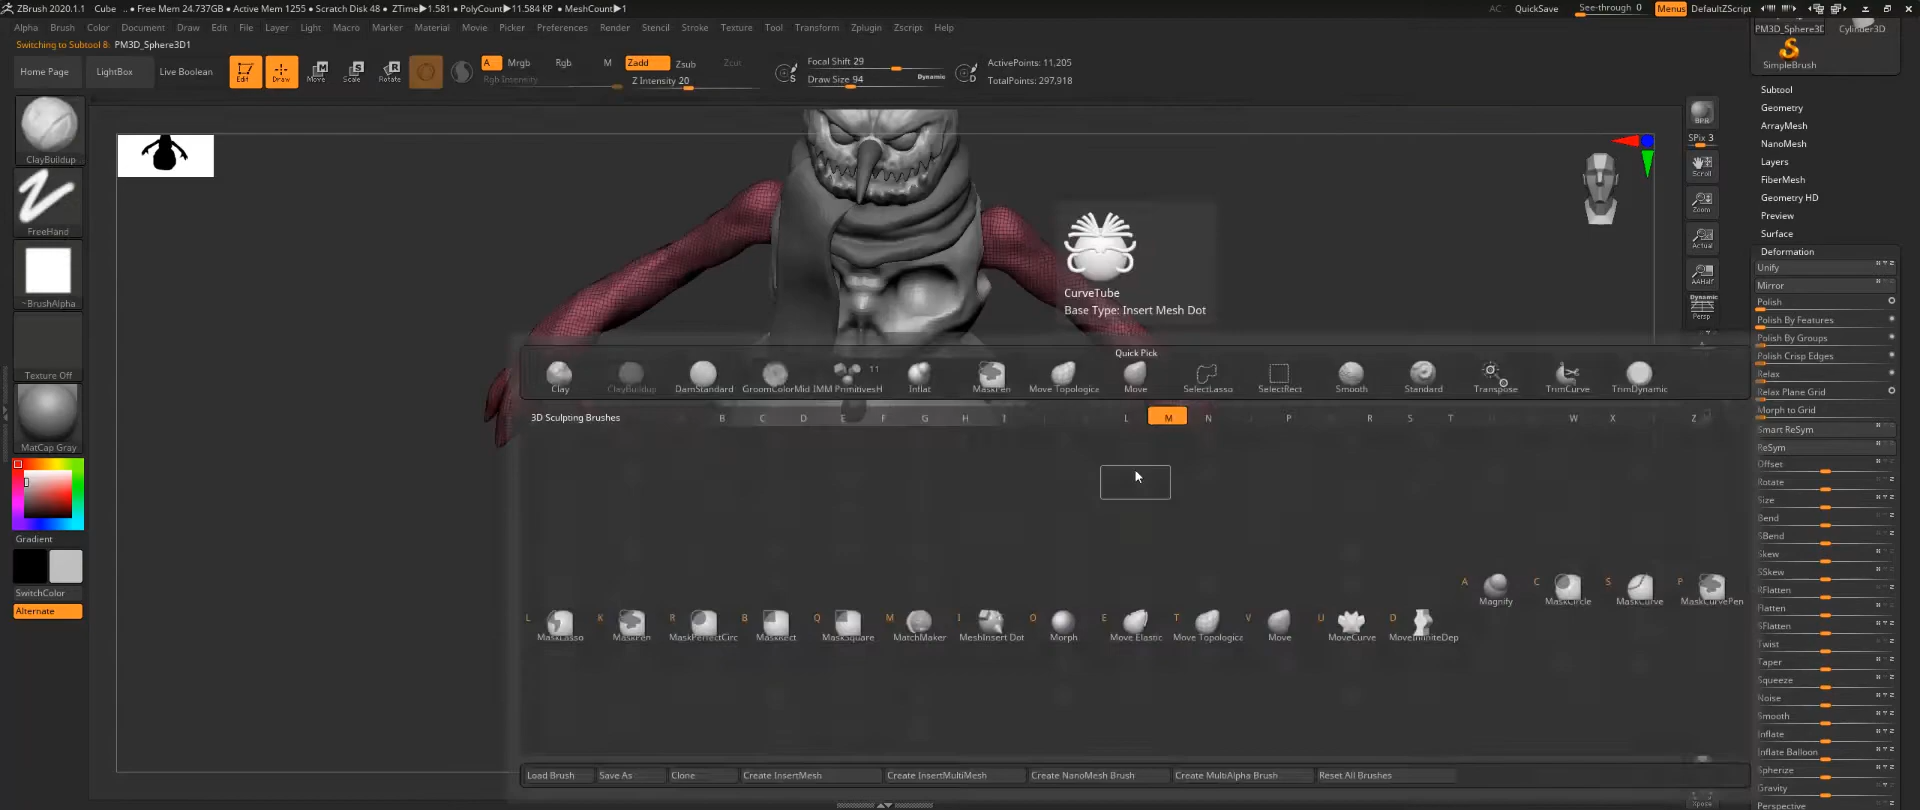 ZBrush 2020.1.1 Cube .. • Free Mem 24.737GB • Active Mem 1255 • Scratch Disk 48 • ZTime▶1.581 • PolyCount▶11.584 KP • MeshCount▶1
AC QuickSave See-through 0 Menus DefaultZScript
Alpha Brush Color Document Draw Edit File Layer Light Macro Marker Material Movie Picker Preferences Render Stencil Stroke Texture Tool Transform Zplugin Zscript Help
Switching to Subtool 8: PM3D_Sphere3D1
Home Page LightBox Live Boolean Edit Draw Move Scale Rotate
A Mrgb Rgb M Zadd Zsub Zcut
Rgb Intensity Z Intensity 20
S Focal Shift 29
Draw Size 94 Dynamic D
ActivePoints: 11,205
TotalPoints: 297,918
PM3D_Sphere3D Cylinder3D
SimpleBrush
ClayBuildup
FreeHand
~BrushAlpha
Texture Off
MatCap Gray
Gradient
SwitchColor
Alternate
CurveTube
Base Type: Insert Mesh Dot
Quick Pick
11
Clay ClayBuildup DamStandard GroomColorMid IMM PrimitivesH Inflat MaskPen Move Topologica Move SelectLasso SelectRect Smooth Standard Transpose TrimCurve TrimDynamic
3D Sculpting Brushes B C D E F G H I L M N P R S T W X Z
A Magnify C MaskCircle S MaskCurve P MaskCurvePen
L MaskLasso K MaskPen R MaskPerfectCirc B MaskRect Q MaskSquare M MatchMaker I MeshInsert Dot O Morph E Move Elastic T Move Topologica V Move U MoveCurve D MoveInfiniteDep
Load Brush Save As Clone Create InsertMesh Create InsertMultiMesh Create NanoMesh Brush Create MultiAlpha Brush Reset All Brushes
BPR
SPix 3
Scroll
Zoom
Actual
AAHalf
Dynamic
Persp
Xpose
Subtool
Geometry
ArrayMesh
NanoMesh
Layers
FiberMesh
Geometry HD
Preview
Surface
Deformation
Unify
Mirror
Polish
Polish By Features
Polish By Groups
Polish Crisp Edges
Relax
Relax Plane Grid
Morph to Grid
Smart ReSym
ReSym
Offset
Rotate
Size
Bend
SBend
Skew
SSkew
RFlatten
Flatten
SFlatten
Twist
Taper
Squeeze
Noise
Smooth
Inflate
Inflate Balloon
Spherize
Gravity
Perspective